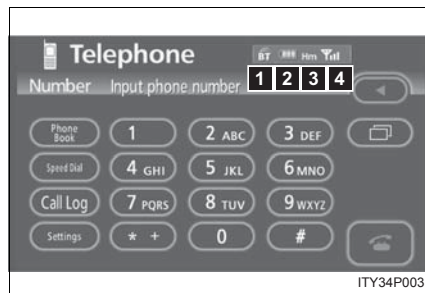 Telephone BT Hm
Number Input phone number 1 2 3 4
Phone Book 1 2 ABC 3 DEF
Speed Dial 4 GHI 5 JKL 6 MNO
Call Log 7 PQRS 8 TUV 9 WXYZ
Settings * + 0 #
ITY34P003